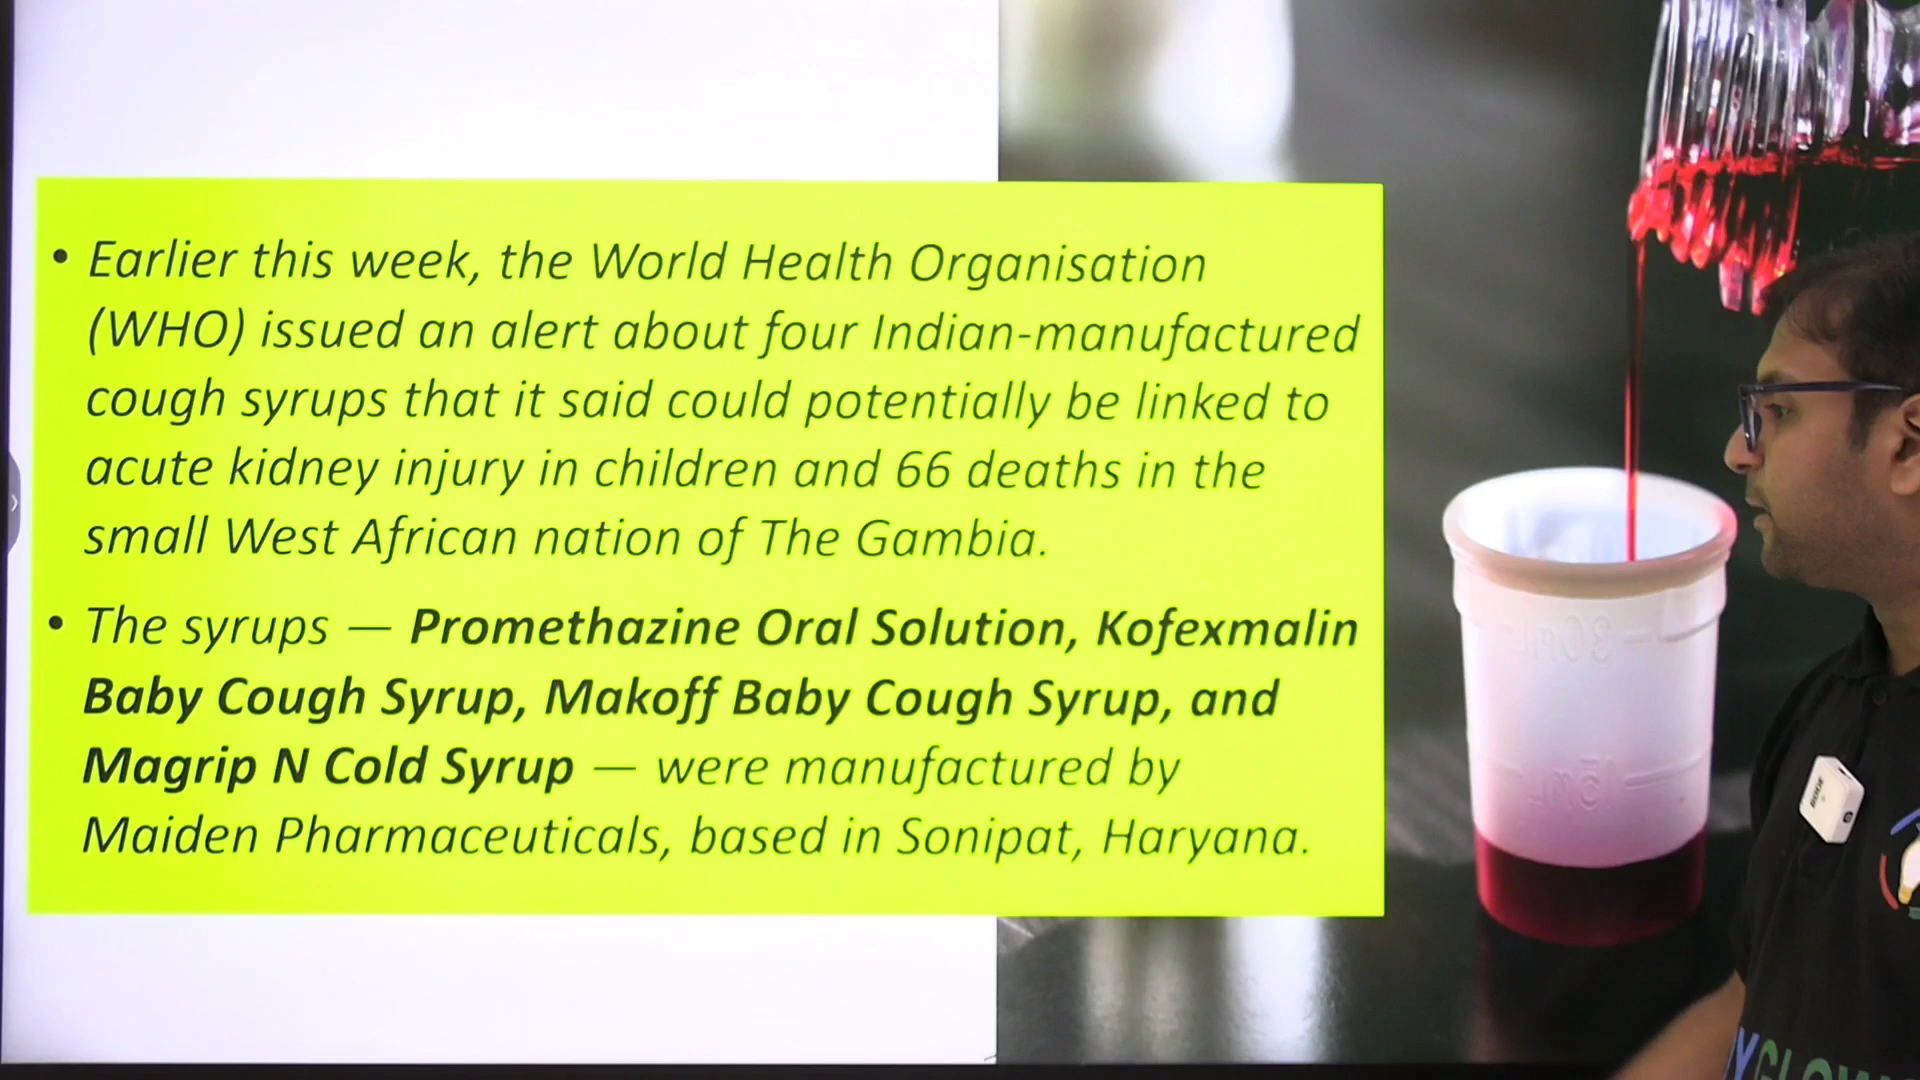 • Earlier this week, the World Health Organisation
(WHO) issued an alert about four Indian-manufactured
cough syrups that it said could potentially be linked to
acute kidney injury in children and 66 deaths in the
small West African nation of The Gambia.
• The syrups — Promethazine Oral Solution, Kofexmalin
Baby Cough Syrup, Makoff Baby Cough Syrup, and
Magrip N Cold Syrup — were manufactured by
Maiden Pharmaceuticals, based in Sonipat, Haryana.
30mL
15mL
RODE